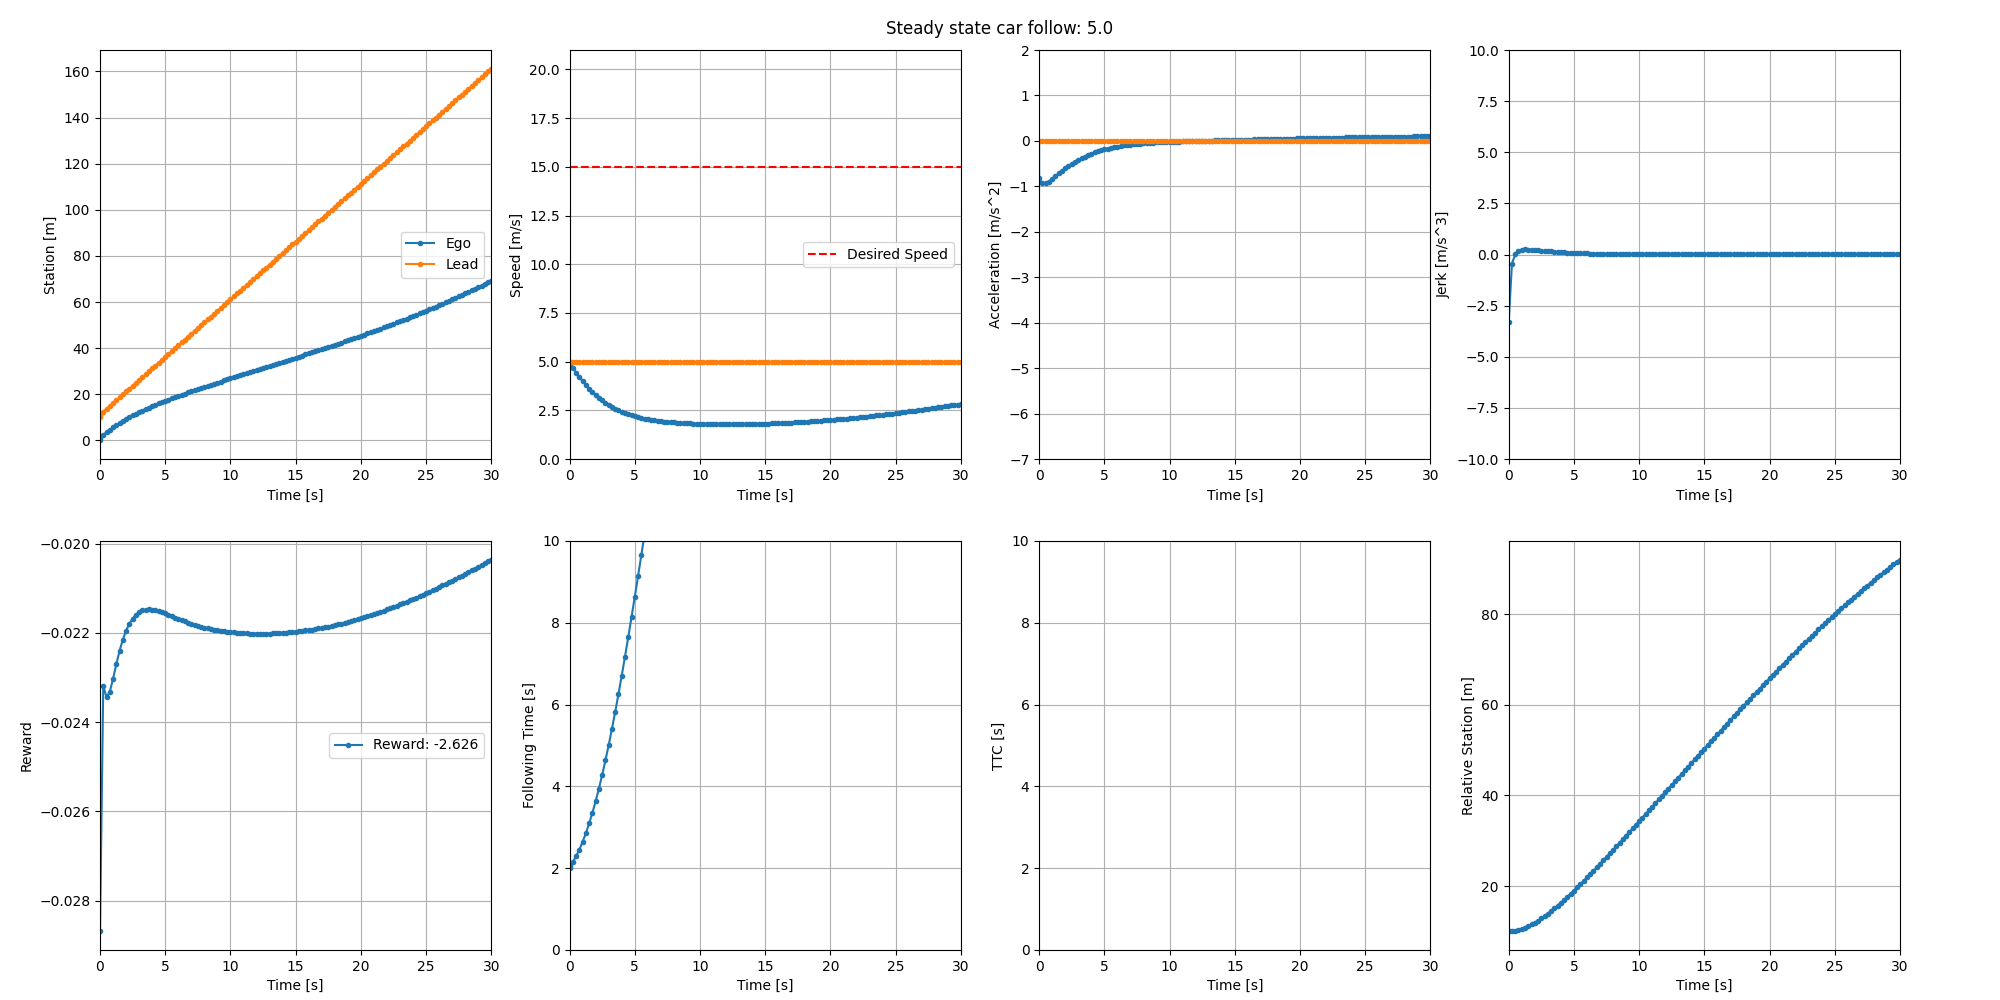 Steady state car follow: 5.0
Station [m]
160
140
120
100
80
60
40
20
0
Ego
Lead
0 5 10 15 20 25 30
Time [s]
Speed [m/s]
20.0
17.5
15.0
12.5
10.0
7.5
5.0
2.5
0.0
Desired Speed
0 5 10 15 20 25 30
Time [s]
Acceleration [m/s^2]
2
1
0
−1
−2
−3
−4
−5
−6
−7
0 5 10 15 20 25 30
Time [s]
Jerk [m/s^3]
10.0
7.5
5.0
2.5
0.0
−2.5
−5.0
−7.5
−10.0
0 5 10 15 20 25 30
Time [s]
Reward
−0.020
−0.022
−0.024
−0.026
−0.028
Reward: -2.626
0 5 10 15 20 25 30
Time [s]
Following Time [s]
10
8
6
4
2
0
0 5 10 15 20 25 30
Time [s]
TTC [s]
10
8
6
4
2
0
0 5 10 15 20 25 30
Time [s]
Relative Station [m]
80
60
40
20
0 5 10 15 20 25 30
Time [s]